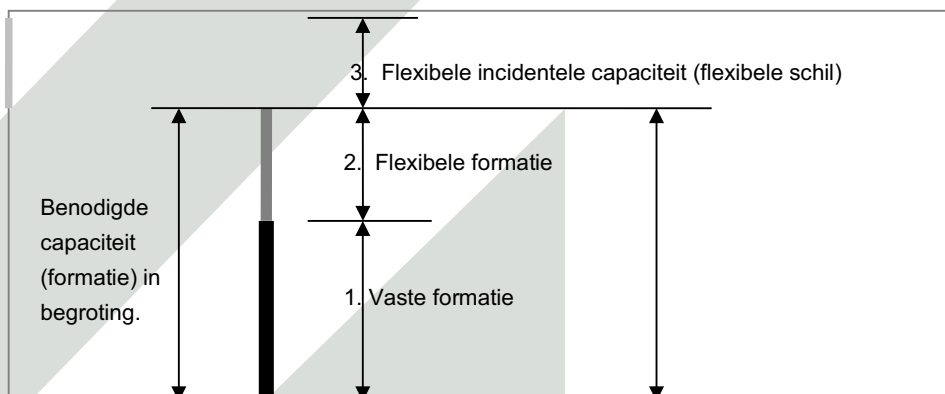 3. Flexibele incidentele capaciteit (flexibele schil)
2. Flexibele formatie
Benodigde
capaciteit
(formatie) in
begroting.
1. Vaste formatie